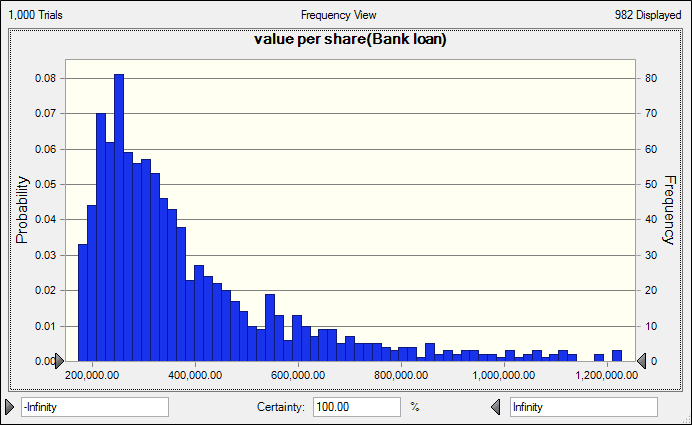 1,000 Trials
Frequency View
982 Displayed
value per share(Bank loan)
Probability
0.08
0.07
0.06
0.05
0.04
0.03
0.02
0.01
0.00
80
70
60
50
40
30
20
10
0
Frequency
200,000.00
400,000.00
600,000.00
800,000.00
1,000,000.00
1,200,000.00
-Infinity
Certainty: 100.00 %
Infinity